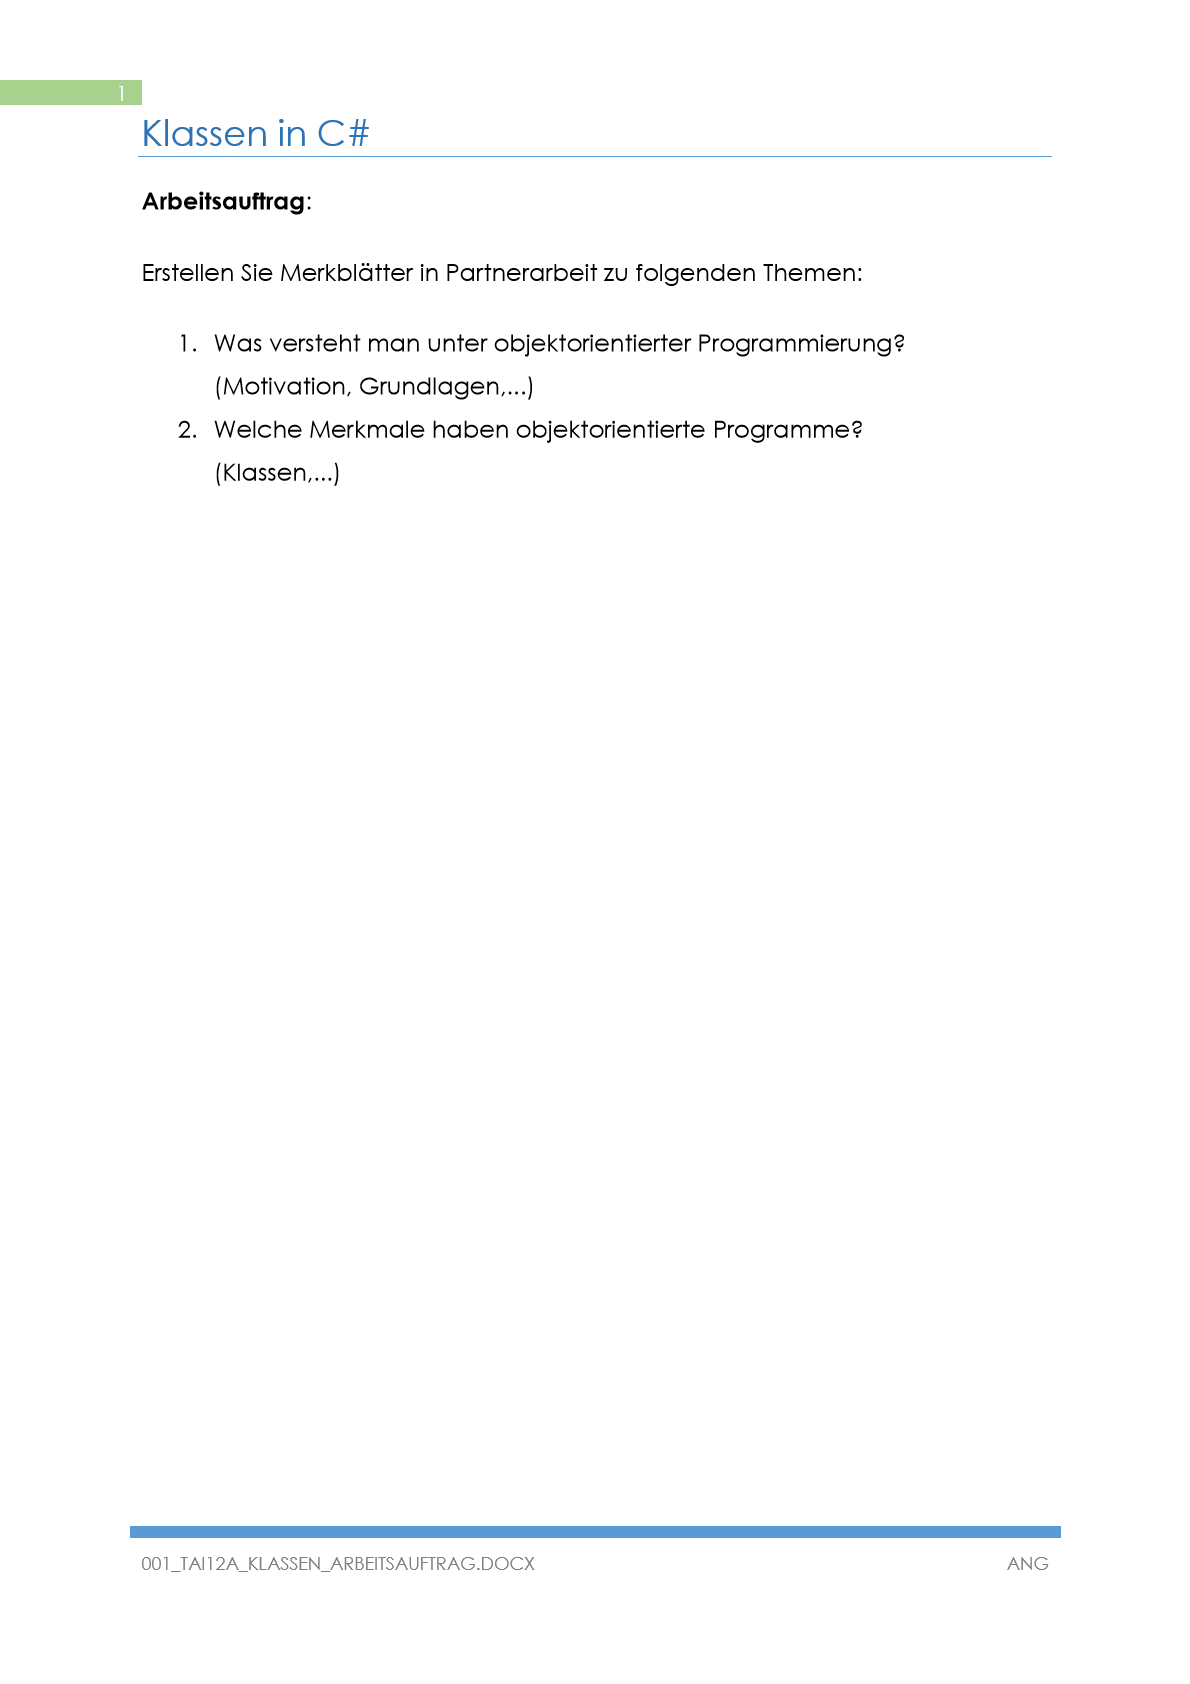 1
Klassen in C#
Arbeitsauftrag:
Erstellen Sie Merkblätter in Partnerarbeit zu folgenden Themen:
1. Was versteht man unter objektorientierter Programmierung?
(Motivation, Grundlagen,...)
2. Welche Merkmale haben objektorientierte Programme?
(Klassen,...)
001_TAI12A_KLASSEN_ARBEITSAUFTRAG.DOCX ANG